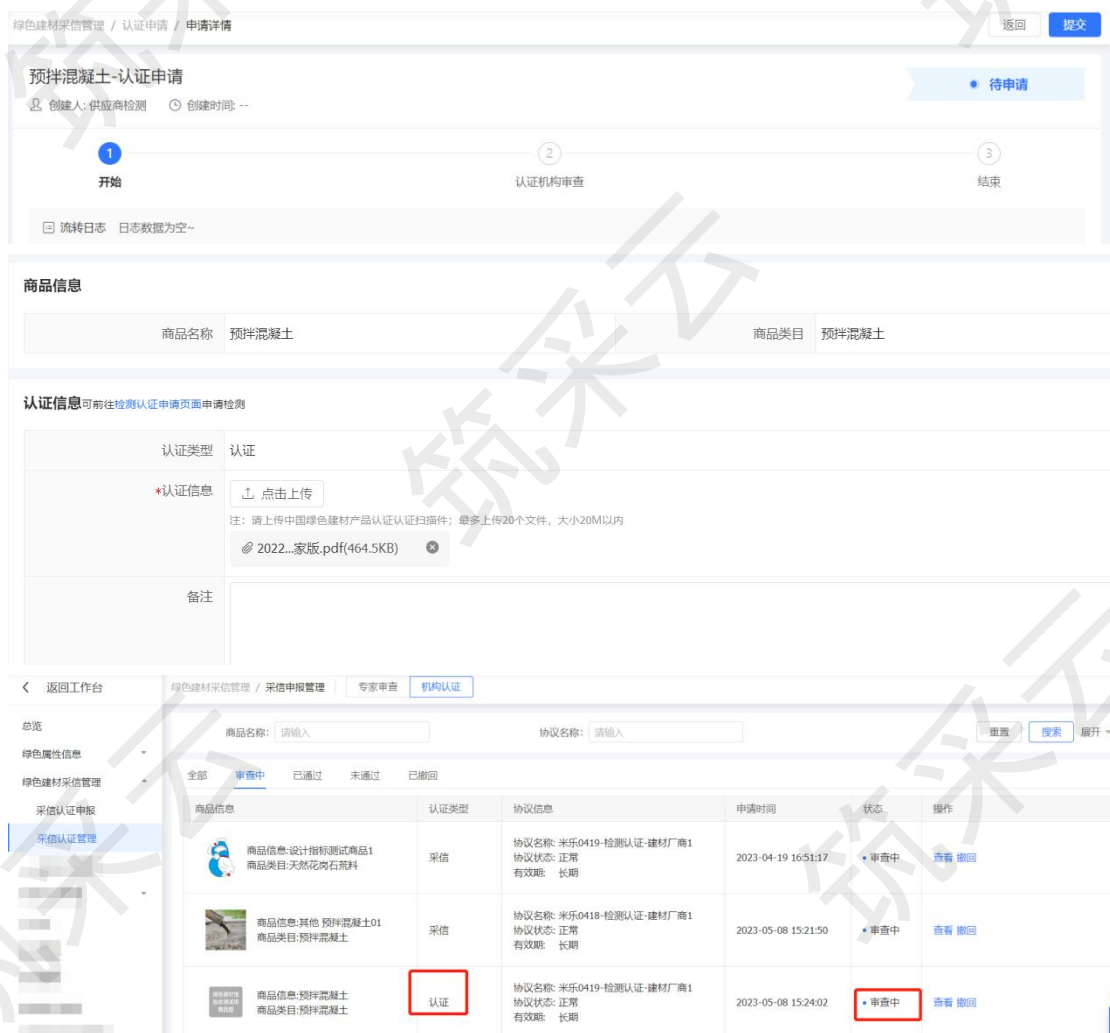 绿色建材采信管理 / 认证申请 / 申请详情 返回 提交
预拌混凝土-认证申请 待申请
创建人: 供应商检测 创建时间: --
1 2 3
开始 认证机构审查 结束
流转日志 日志数据为空~
商品信息
商品名称 预拌混凝土 商品类目 预拌混凝土
认证信息可前往检测认证申请页面申请检测
认证类型 认证
*认证信息 点击上传
注：请上传中国绿色建材产品认证认证扫描件；最多上传20个文件，大小20M以内
2022...家版.pdf(464.5KB)
备注
返回工作台 绿色建材采信管理 / 采信申报管理 专家审查 机构认证
总览
绿色属性信息
绿色建材采信管理
采信认证申报
采信认证管理
商品名称: 请输入 协议名称: 请输入 重置 搜索 展开
全部 审查中 已通过 未通过 已撤回
商品信息 认证类型 协议信息 申请时间 状态 操作
商品信息:设计指标测试商品1
商品类目:天然花岗石荒料
采信
协议名称: 米乐0419-检测认证-建材厂商1
协议状态: 正常
有效期: 长期
2023-04-19 16:51:17 审查中 查看 撤回
商品信息:其他 预拌混凝土01
商品类目:预拌混凝土
采信
协议名称: 米乐0418-检测认证-建材厂商1
协议状态: 正常
有效期: 长期
2023-05-08 15:21:50 审查中 查看 撤回
商品信息:预拌混凝土
商品类目:预拌混凝土
认证
协议名称: 米乐0419-检测认证-建材厂商1
协议状态: 正常
有效期: 长期
2023-05-08 15:24:02 审查中 查看 撤回
筑采云